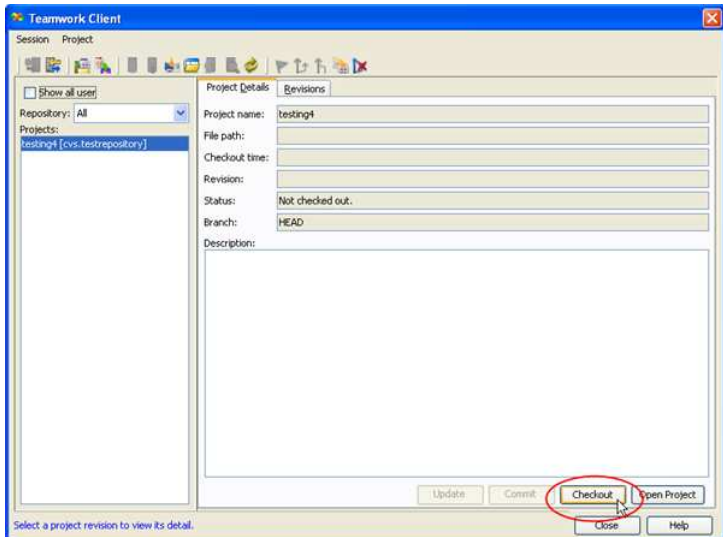 Teamwork Client
Session Project
Show all user
Repository: All
Projects:
testing4 [cvs.testrepository]
Project Details Revisions
Project name: testing4
File path:
Checkout time:
Revision:
Status: Not checked out.
Branch: HEAD
Description:
Update Commit Checkout Open Project
Select a project revision to view its detail. Close Help